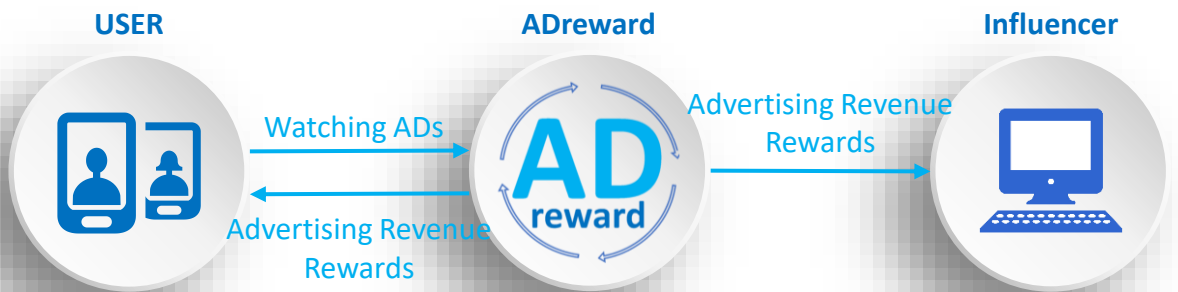 USER
ADreward
Influencer
Watching ADs
Advertising Revenue
Rewards
AD
reward
Advertising Revenue
Rewards